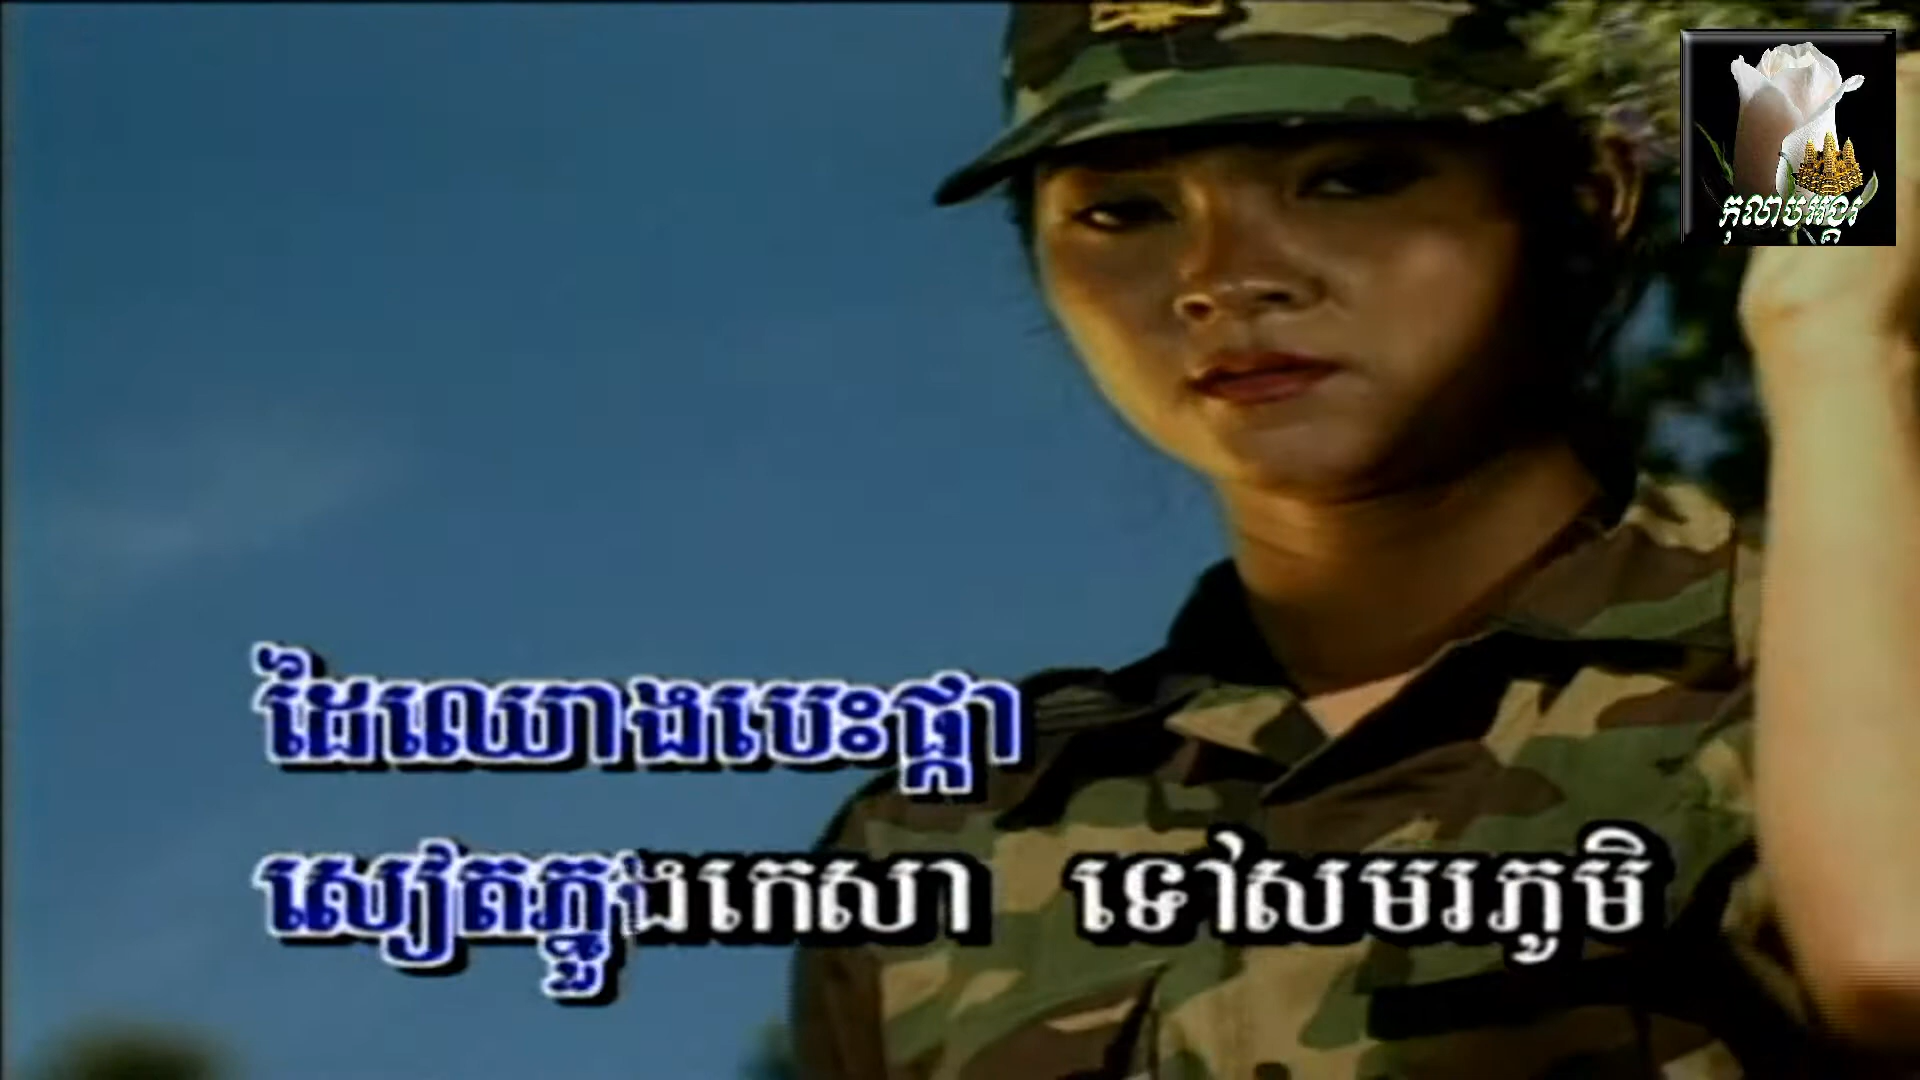 កុលាបអង្គរ
ដៃឈោងបេះផ្កា
សៀតក្នុងកេសា ទៅសមរភូមិ